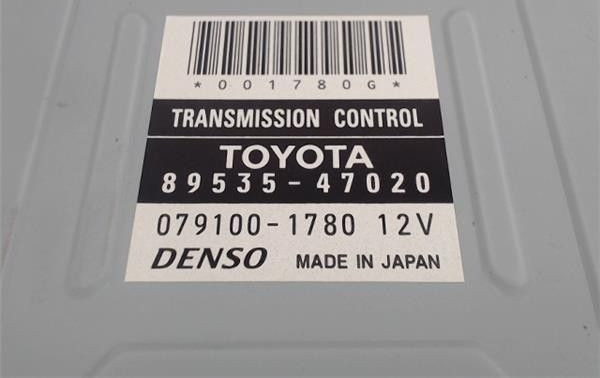 *001780G*
TRANSMISSION CONTROL
TOYOTA
89535-47020
079100-1780 12V
DENSO MADE IN JAPAN